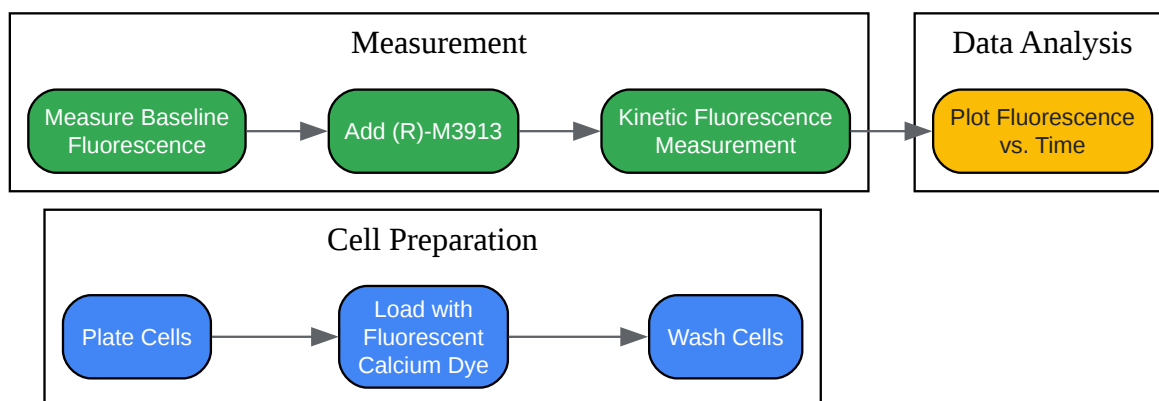 Measurement
Measure Baseline
Fluorescence
Add (R)-M3913
Kinetic Fluorescence
Measurement
Data Analysis
Plot Fluorescence
vs. Time
Cell Preparation
Plate Cells
Load with
Fluorescent
Calcium Dye
Wash Cells